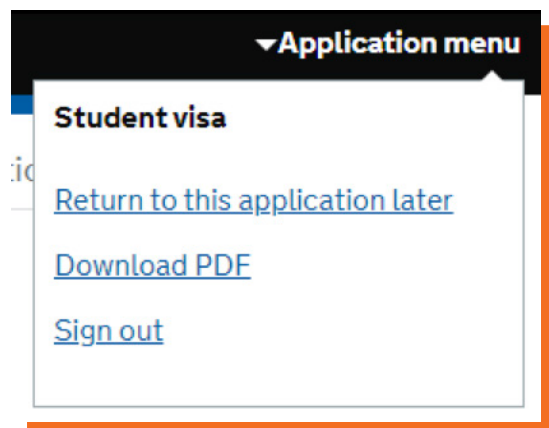 Application menu
Student visa
Return to this application later
Download PDF
Sign out